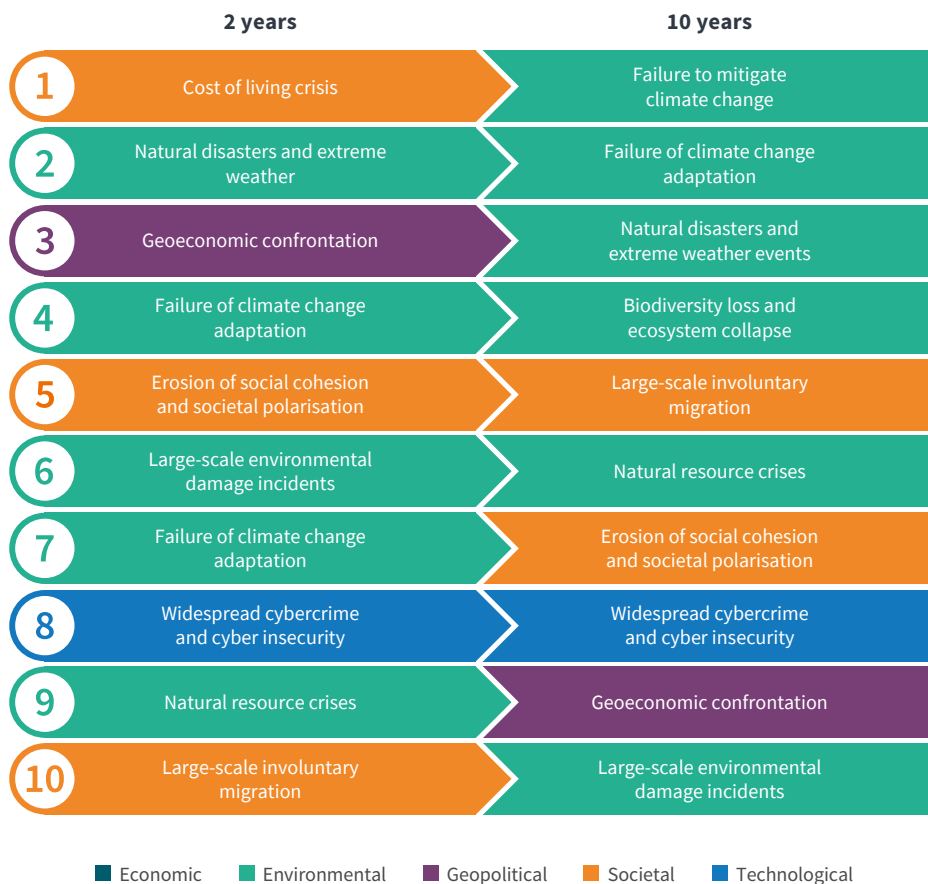 2 years
10 years
1
Cost of living crisis
Failure to mitigate
climate change
2
Natural disasters and extreme
weather
Failure of climate change
adaptation
3
Geoeconomic confrontation
Natural disasters and
extreme weather events
4
Failure of climate change
adaptation
Biodiversity loss and
ecosystem collapse
5
Erosion of social cohesion
and societal polarisation
Large-scale involuntary
migration
6
Large-scale environmental
damage incidents
Natural resource crises
7
Failure of climate change
adaptation
Erosion of social cohesion
and societal polarisation
8
Widespread cybercrime
and cyber insecurity
Widespread cybercrime
and cyber insecurity
9
Natural resource crises
Geoeconomic confrontation
10
Large-scale involuntary
migration
Large-scale environmental
damage incidents
Economic
Environmental
Geopolitical
Societal
Technological